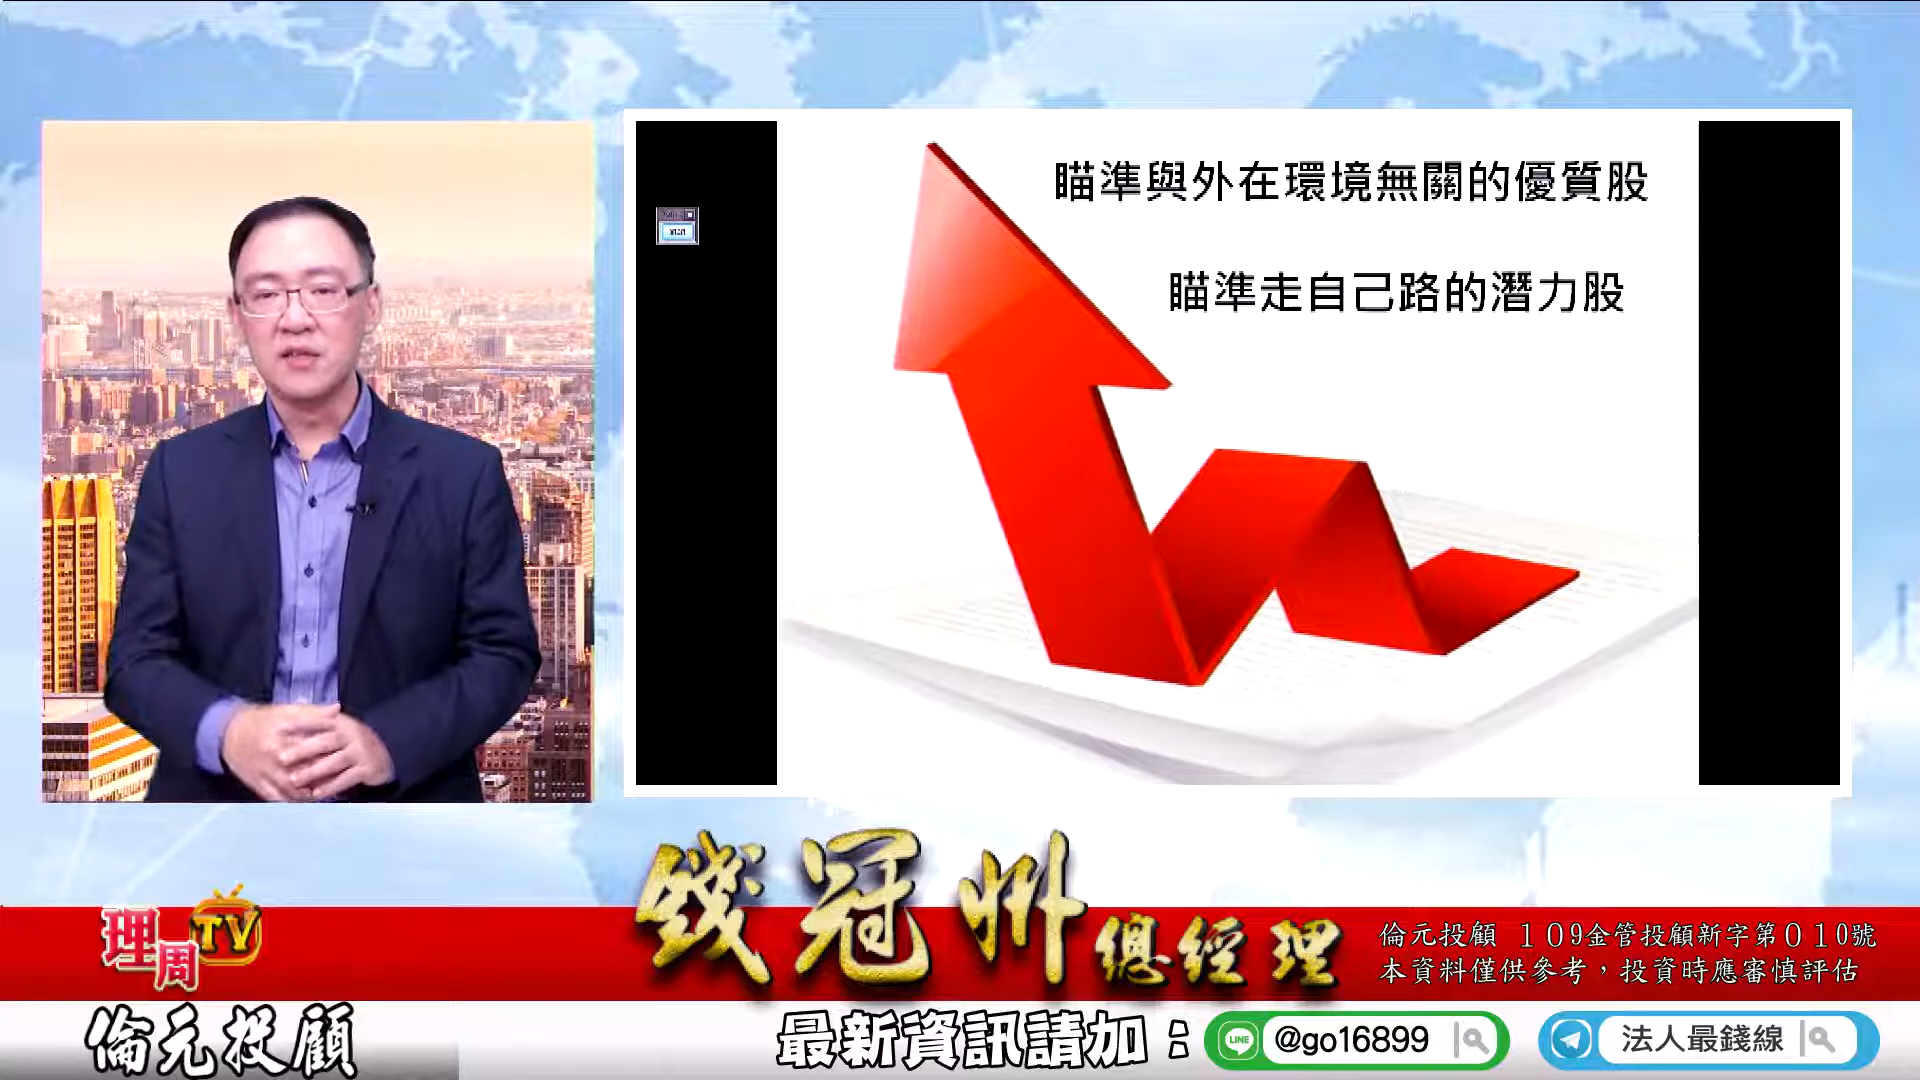 瞄準與外在環境無關的優質股
瞄準走自己路的潛力股
錢冠州總經理
理周TV
倫元投顧 109金管投顧新字第010號
本資料僅供參考，投資時應審慎評估
倫元投顧
最新資訊請加：
LINE @go16899
法人最錢線